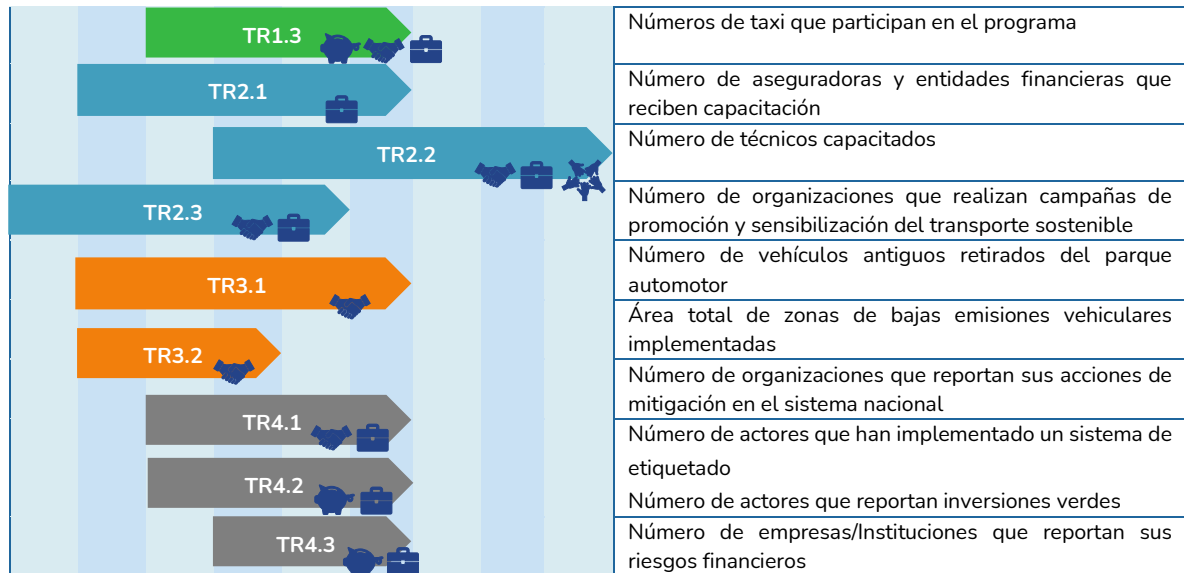 TR1.3
Números de taxi que participan en el programa
TR2.1
Número de aseguradoras y entidades financieras que
reciben capacitación
TR2.2
Número de técnicos capacitados
TR2.3
Número de organizaciones que realizan campañas de
promoción y sensibilización del transporte sostenible
TR3.1
Número de vehículos antiguos retirados del parque
automotor
TR3.2
Área total de zonas de bajas emisiones vehiculares
implementadas
Número de organizaciones que reportan sus acciones de
mitigación en el sistema nacional
TR4.1
Número de actores que han implementado un sistema de
etiquetado
TR4.2
Número de actores que reportan inversiones verdes
TR4.3
Número de empresas/Instituciones que reportan sus
riesgos financieros